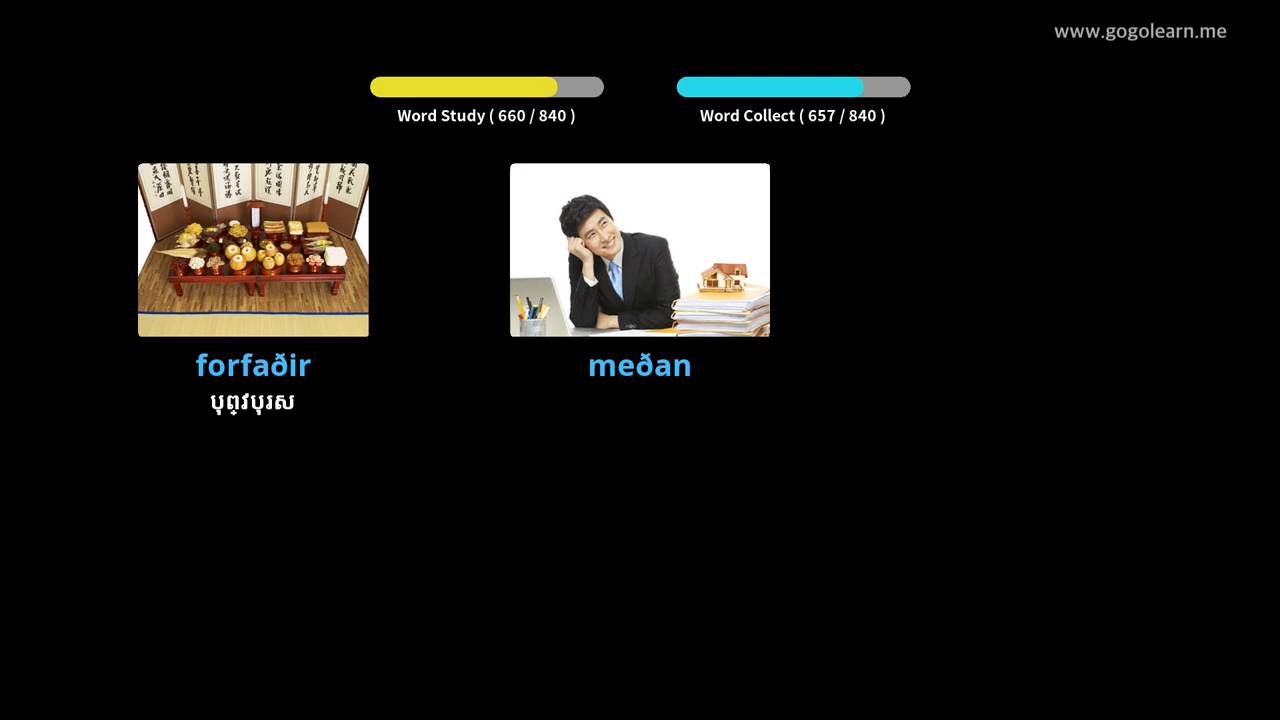 www.gogolearn.me
Word Study ( 660 / 840 )
Word Collect ( 657 / 840 )
forfaðir
បុព្វបុរស
meðan